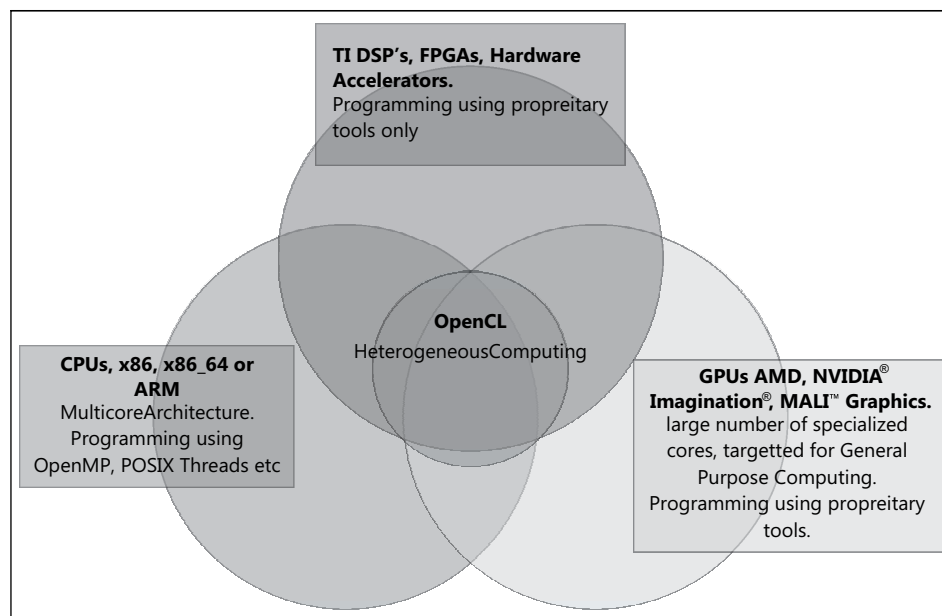 TI DSP's, FPGAs, Hardware
Accelerators.
Programming using propreitary
tools only
OpenCL
HeterogeneousComputing
CPUs, x86, x86_64 or
ARM
MulticoreArchitecture.
Programming using
OpenMP, POSIX Threads etc
GPUs AMD, NVIDIA®
Imagination®, MALI™ Graphics.
large number of specialized
cores, targetted for General
Purpose Computing.
Programming using propreitary
tools.